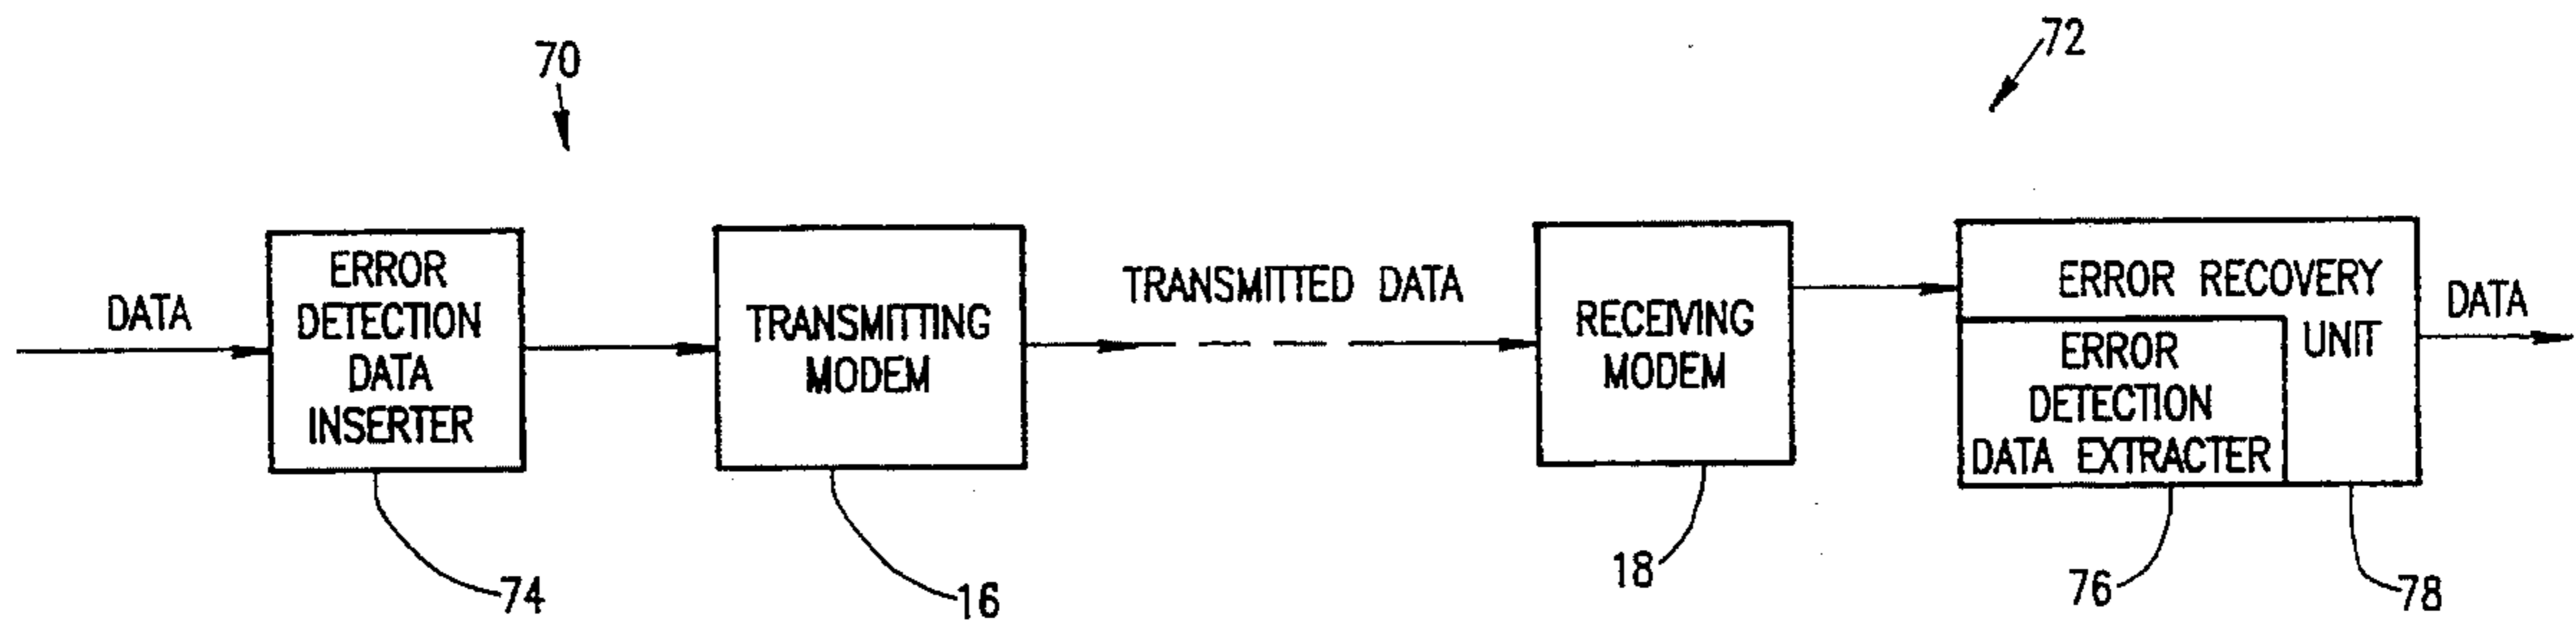 70
72
DATA
ERROR
DETECTION
DATA
INSERTER
TRANSMITTING
MODEM
TRANSMITTED DATA
RECEIVING
MODEM
ERROR RECOVERY
UNIT
ERROR
DETECTION
DATA EXTRACTER
DATA
74
16
18
76
78